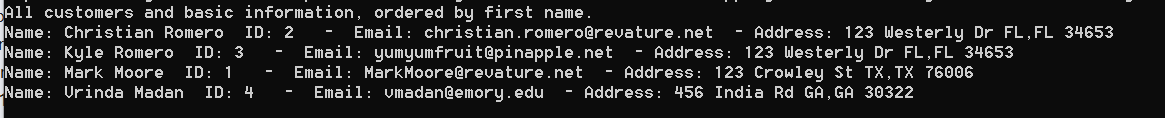 All customers and basic information, ordered by first name.
Name: Christian Romero  ID: 2   -  Email: christian.romero@revature.net  - Address: 123 Westerly Dr FL,FL 34653
Name: Kyle Romero  ID: 3   -  Email: yumyumfruit@pinapple.net  - Address: 123 Westerly Dr FL,FL 34653
Name: Mark Moore  ID: 1   -  Email: MarkMoore@revature.net  - Address: 123 Crowley St TX,TX 76006
Name: Vrinda Madan  ID: 4   -  Email: vmadan@emory.edu  - Address: 456 India Rd GA,GA 30322